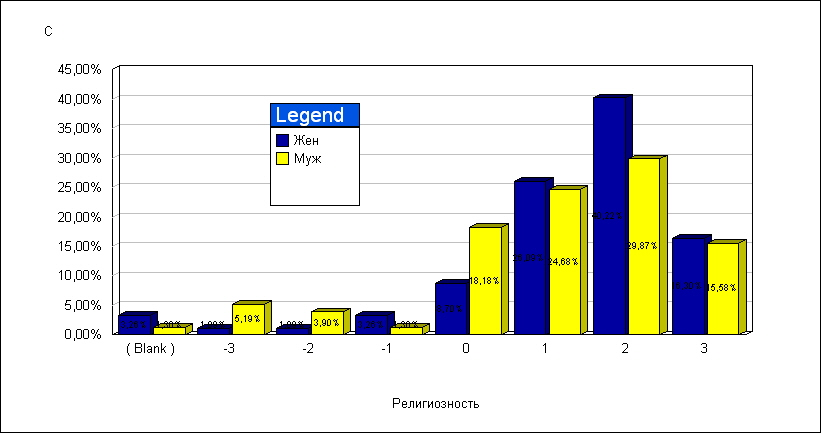 С
45,00%
40,00%
35,00%
30,00%
25,00%
20,00%
15,00%
10,00%
5,00%
0,00%
Legend
Жен
Муж
5,19%
3,90%
18,18%
24,68%
29,87%
15,58%
( Blank ) -3 -2 -1 0 1 2 3
Религиозность